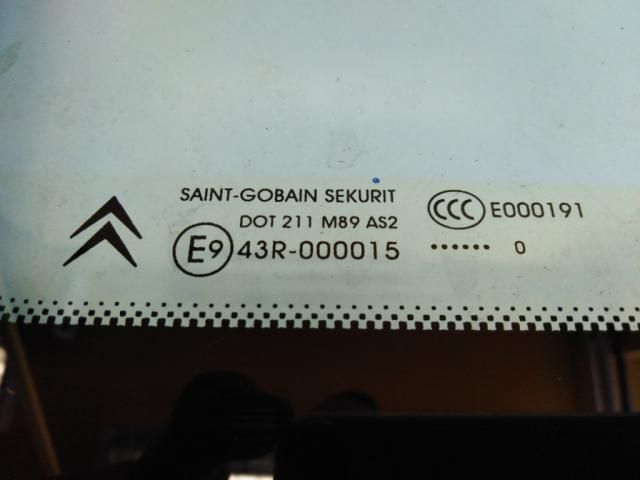 SAINT-GOBAIN SEKURIT
DOT 211 M89 AS2
E9 43R-000015
CCC E000191
...... 0